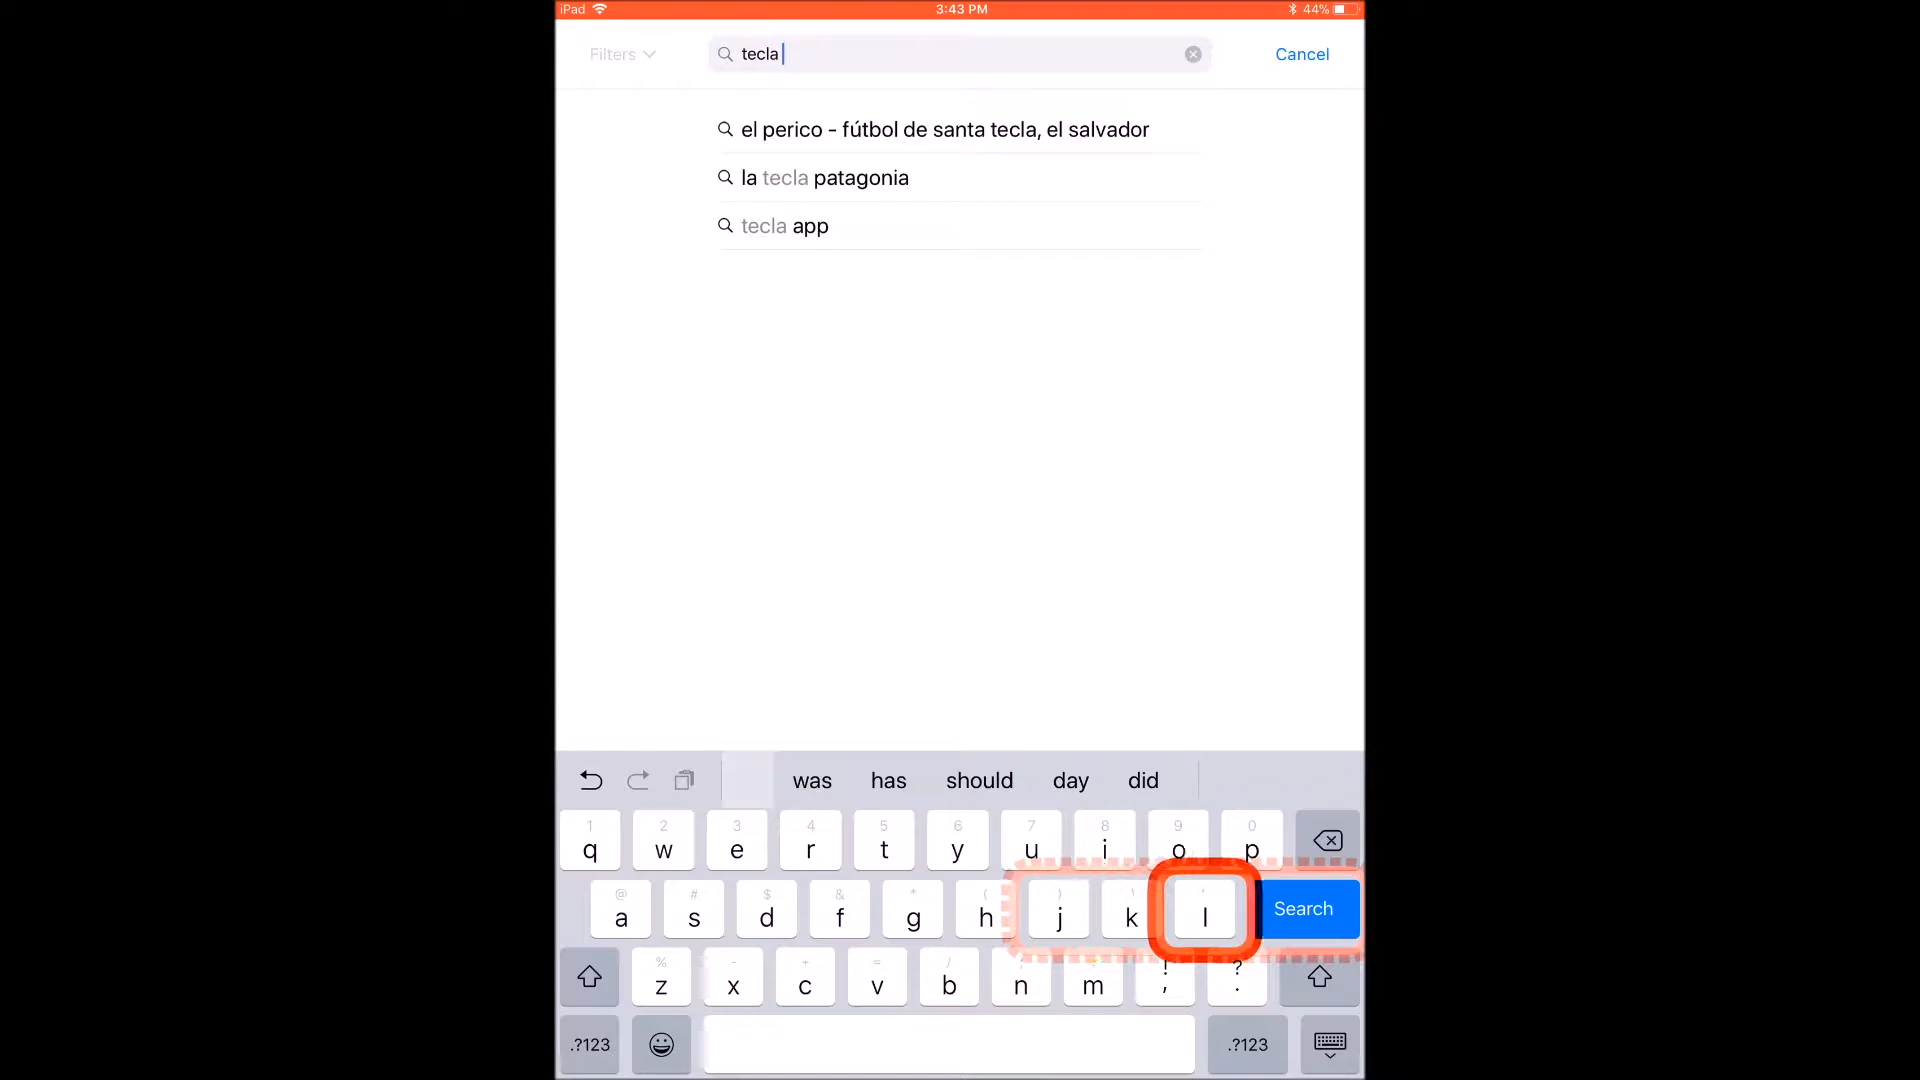 iPad 3:43 PM 44%
Filters tecla Cancel
el perico - fútbol de santa tecla, el salvador
la tecla patagonia
tecla app
was has should day did
1 2 3 4 5 6 7 8 9 0
q w e r t y u i o p
@ # $ & * ( ) ' "
a s d f g h j k l Search
% - + = / ; : ! ?
z x c v b n m , .
.?123 .?123